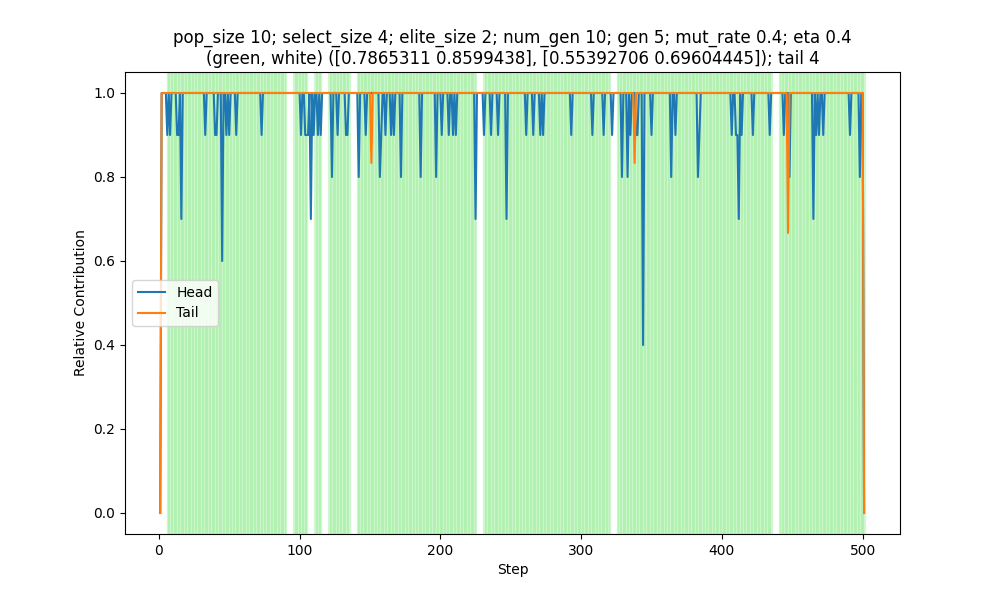 pop_size 10; select_size 4; elite_size 2; num_gen 10; gen 5; mut_rate 0.4; eta 0.4
(green, white) ([0.7865311 0.8599438], [0.55392706 0.69604445]); tail 4
1.0
0.8
0.6
0.4
0.2
0.0
Relative Contribution
Head
Tail
0
100
200
300
400
500
Step